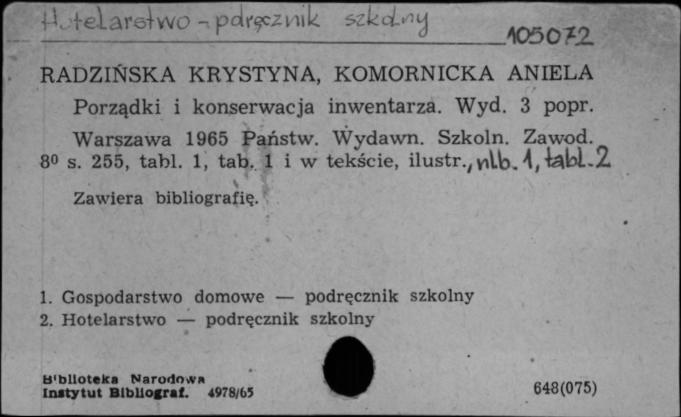 Hotelarstwo - podręcznik szkolny
105072
RADZIŃSKA KRYSTYNA, KOMORNICKA ANIELA
Porządki i konserwacja inwentarza. Wyd. 3 popr.
Warszawa 1965 Państw. Wydawn. Szkoln. Zawod.
8⁰ s. 255, tabl. 1, tab. 1 i w tekście, ilustr., nlb. 1, tabl. 2
Zawiera bibliografię.
1. Gospodarstwo domowe — podręcznik szkolny
2. Hotelarstwo — podręcznik szkolny
Biblioteka Narodowa
Instytut Bibliograf. 4978/65
648(075)